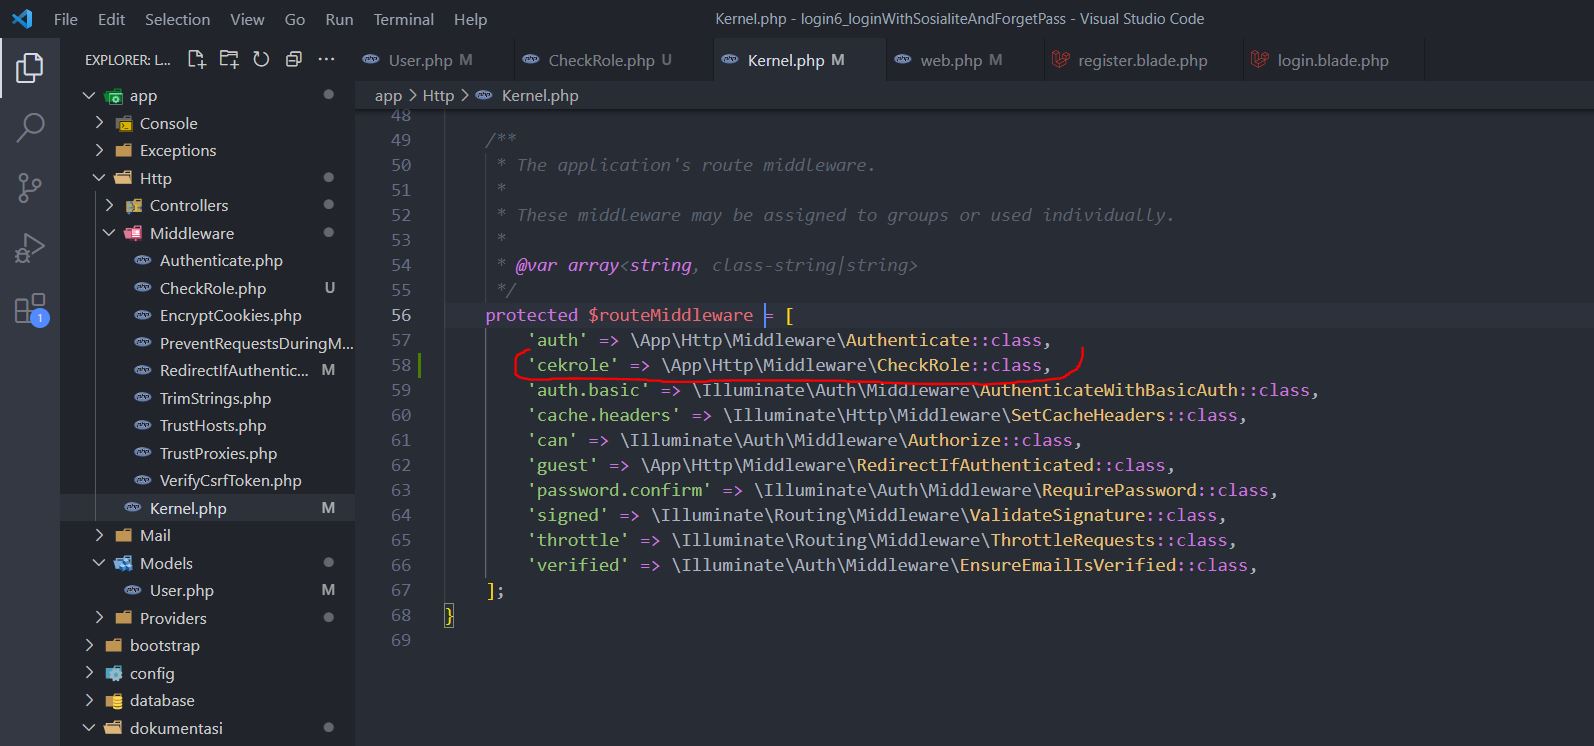 File Edit Selection View Go Run Terminal Help
Kernel.php - login6_loginWithSosialiteAndForgetPass - Visual Studio Code
EXPLORER: L...
User.php M
CheckRole.php U
Kernel.php M
web.php M
register.blade.php
login.blade.php
app > Http > Kernel.php
app
Console
Exceptions
Http
Controllers
Middleware
Authenticate.php
CheckRole.php U
EncryptCookies.php
PreventRequestsDuringM...
RedirectIfAuthentic... M
TrimStrings.php
TrustHosts.php
TrustProxies.php
VerifyCsrfToken.php
Kernel.php M
Mail
Models
User.php M
Providers
bootstrap
config
database
dokumentasi
1
48
49 /**
50 * The application's route middleware.
51 *
52 * These middleware may be assigned to groups or used individually.
53 *
54 * @var array<string, class-string|string>
55 */
56 protected $routeMiddleware = [
57 'auth' => \App\Http\Middleware\Authenticate::class,
58 'cekrole' => \App\Http\Middleware\CheckRole::class,
59 'auth.basic' => \Illuminate\Auth\Middleware\AuthenticateWithBasicAuth::class,
60 'cache.headers' => \Illuminate\Http\Middleware\SetCacheHeaders::class,
61 'can' => \Illuminate\Auth\Middleware\Authorize::class,
62 'guest' => \App\Http\Middleware\RedirectIfAuthenticated::class,
63 'password.confirm' => \Illuminate\Auth\Middleware\RequirePassword::class,
64 'signed' => \Illuminate\Routing\Middleware\ValidateSignature::class,
65 'throttle' => \Illuminate\Routing\Middleware\ThrottleRequests::class,
66 'verified' => \Illuminate\Auth\Middleware\EnsureEmailIsVerified::class,
67 ];
68 }
69